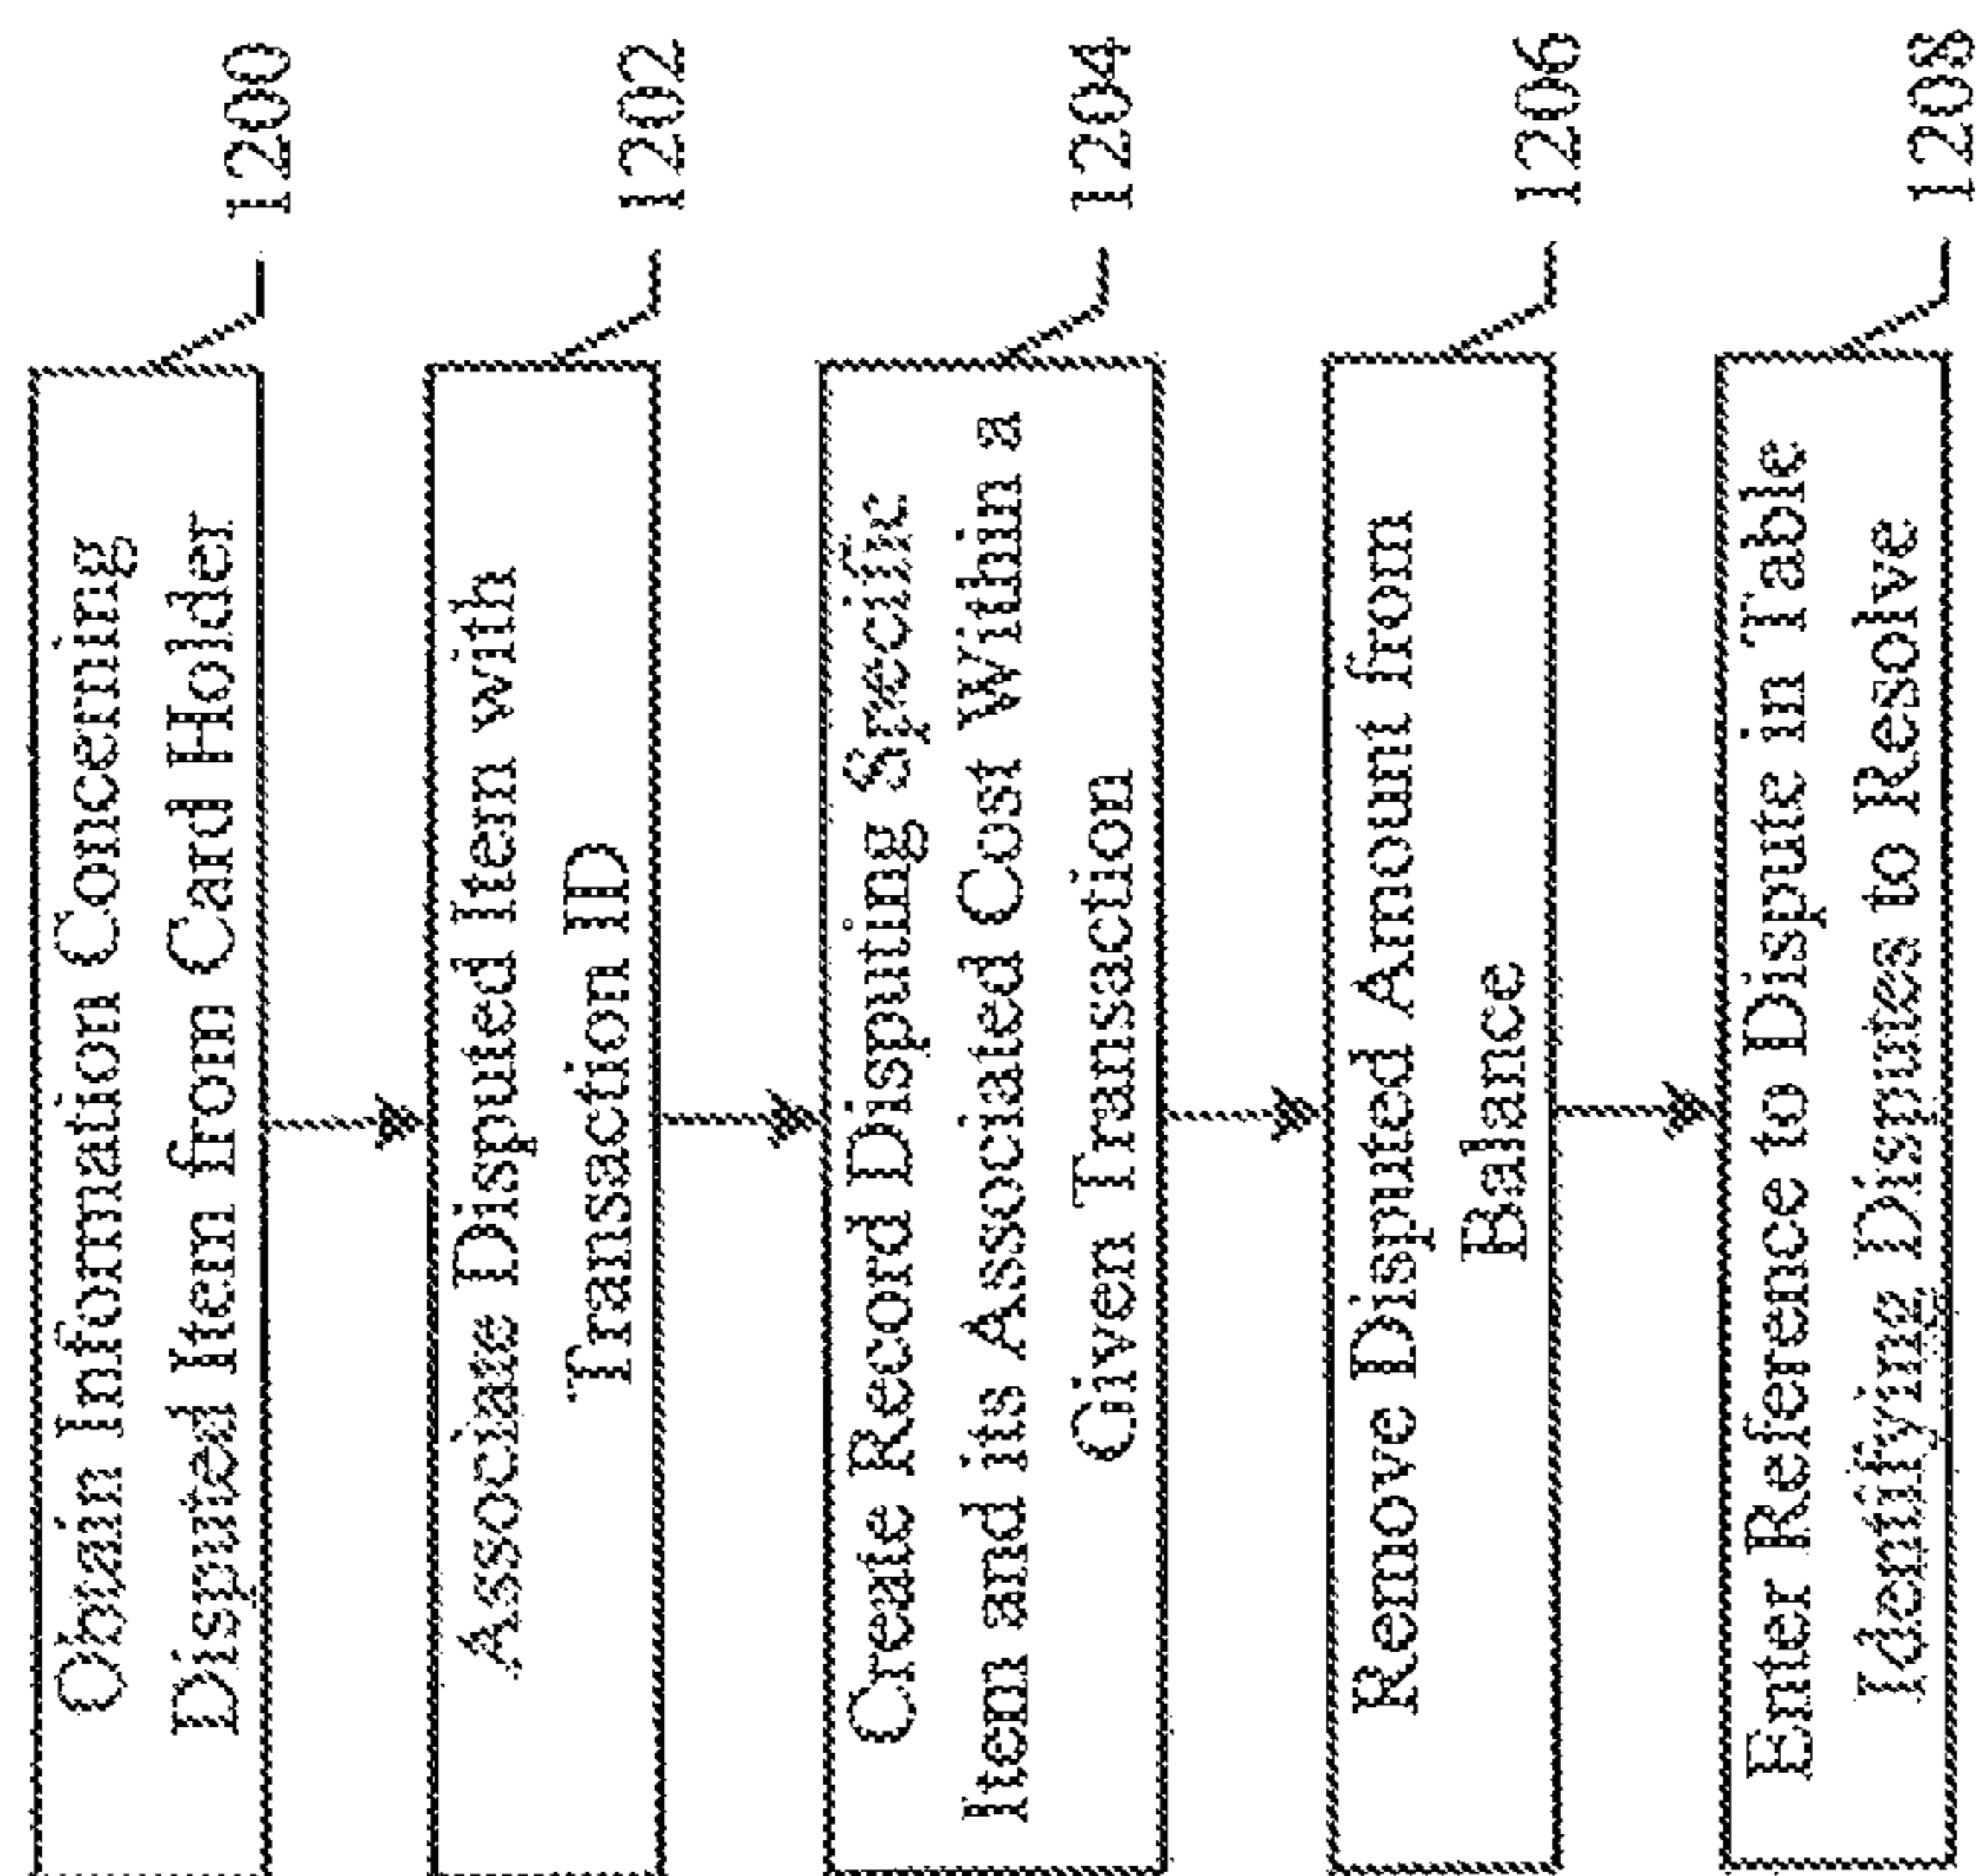 Obtain Information Concerning
Disputed Item from Card Holder
1200
Associate Disputed Item with
Transaction ID
1202
Create Record Disputing Specific
Item and its Associated Cost Within a
Given Transaction
1204
Remove Disputed Amount from
Balance
1206
Enter Reference to Dispute in Table
Identifying Disputes to Resolve
1208